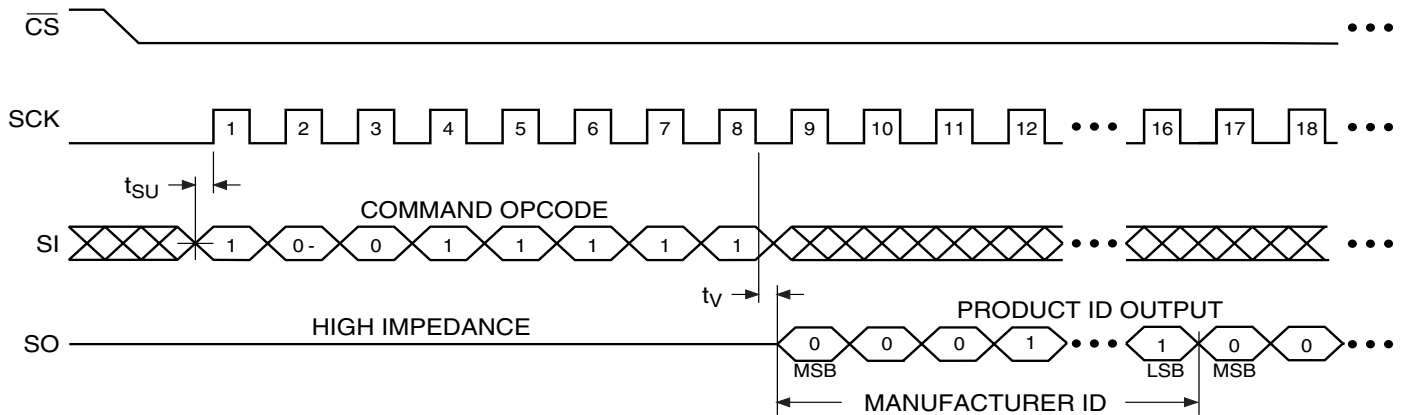 CS
SCK
1 2 3 4 5 6 7 8 9 10 11 12 ••• 16 17 18 •••
tSU
COMMAND OPCODE
SI
1 0- 0 1 1 1 1 1
tV
HIGH IMPEDANCE
PRODUCT ID OUTPUT
SO
0 0 0 1 ••• 1 0 0 •••
MSB LSB MSB
MANUFACTURER ID